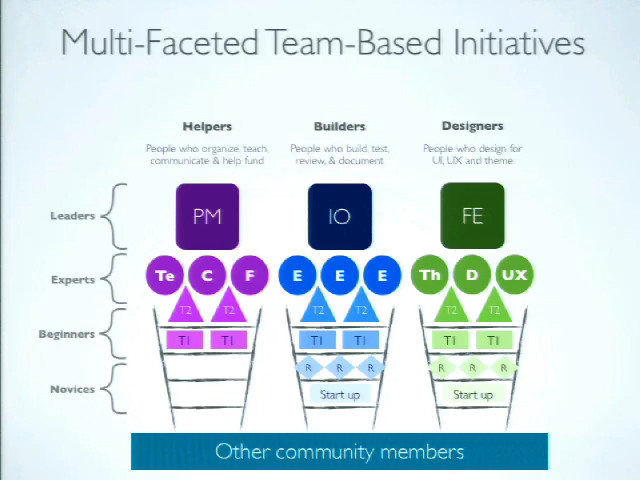 Multi-Faceted Team-Based Initiatives
Helpers Builders Designers
People who organize, teach, People who build, test, People who design for
communicate & help fund review, & document UI, UX and theme
Leaders PM IO FE
Experts Te C F E E E Th D UX
T2 T2 T2 T2 T2 T2
Beginners T1 T1 T1 T1 T1 T1
R R R R R R
Novices Start up Start up
Other community members